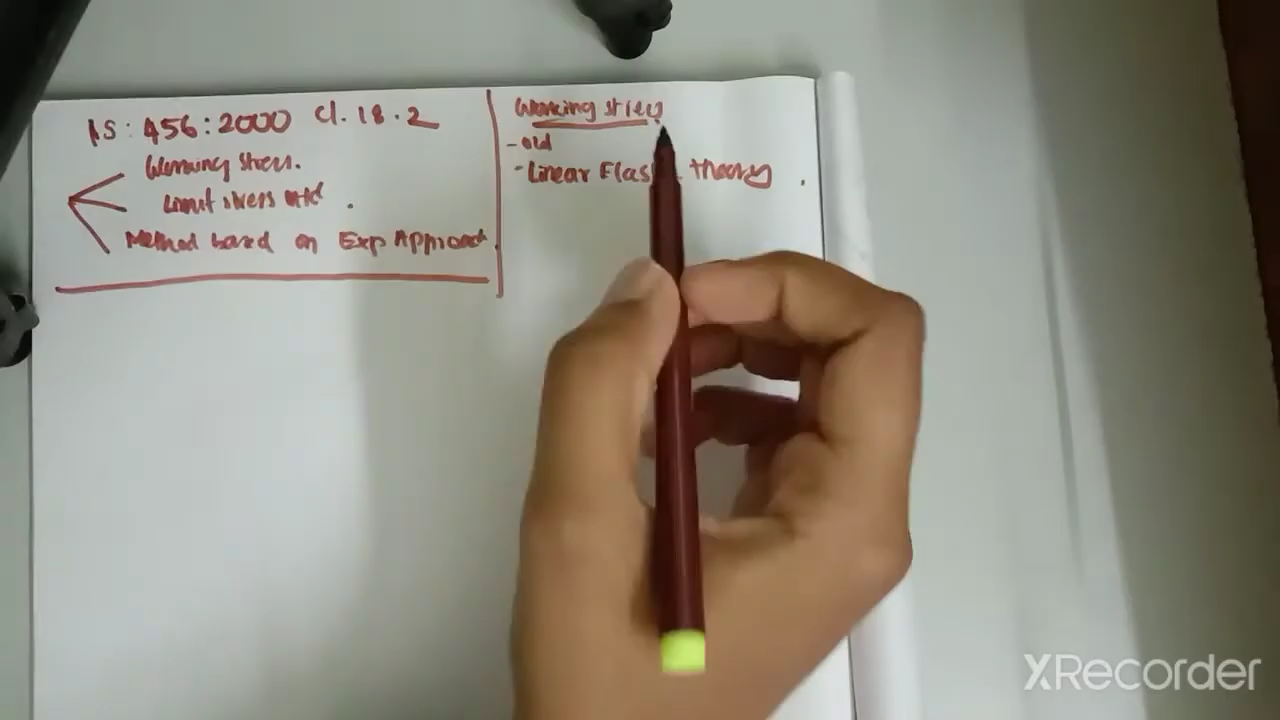 IS: 456:2000 cl. 18.2
Working stress.
Limit
Method based on Exp Approach
Working stress
- old
- Linear Elas theory .
XRecorder